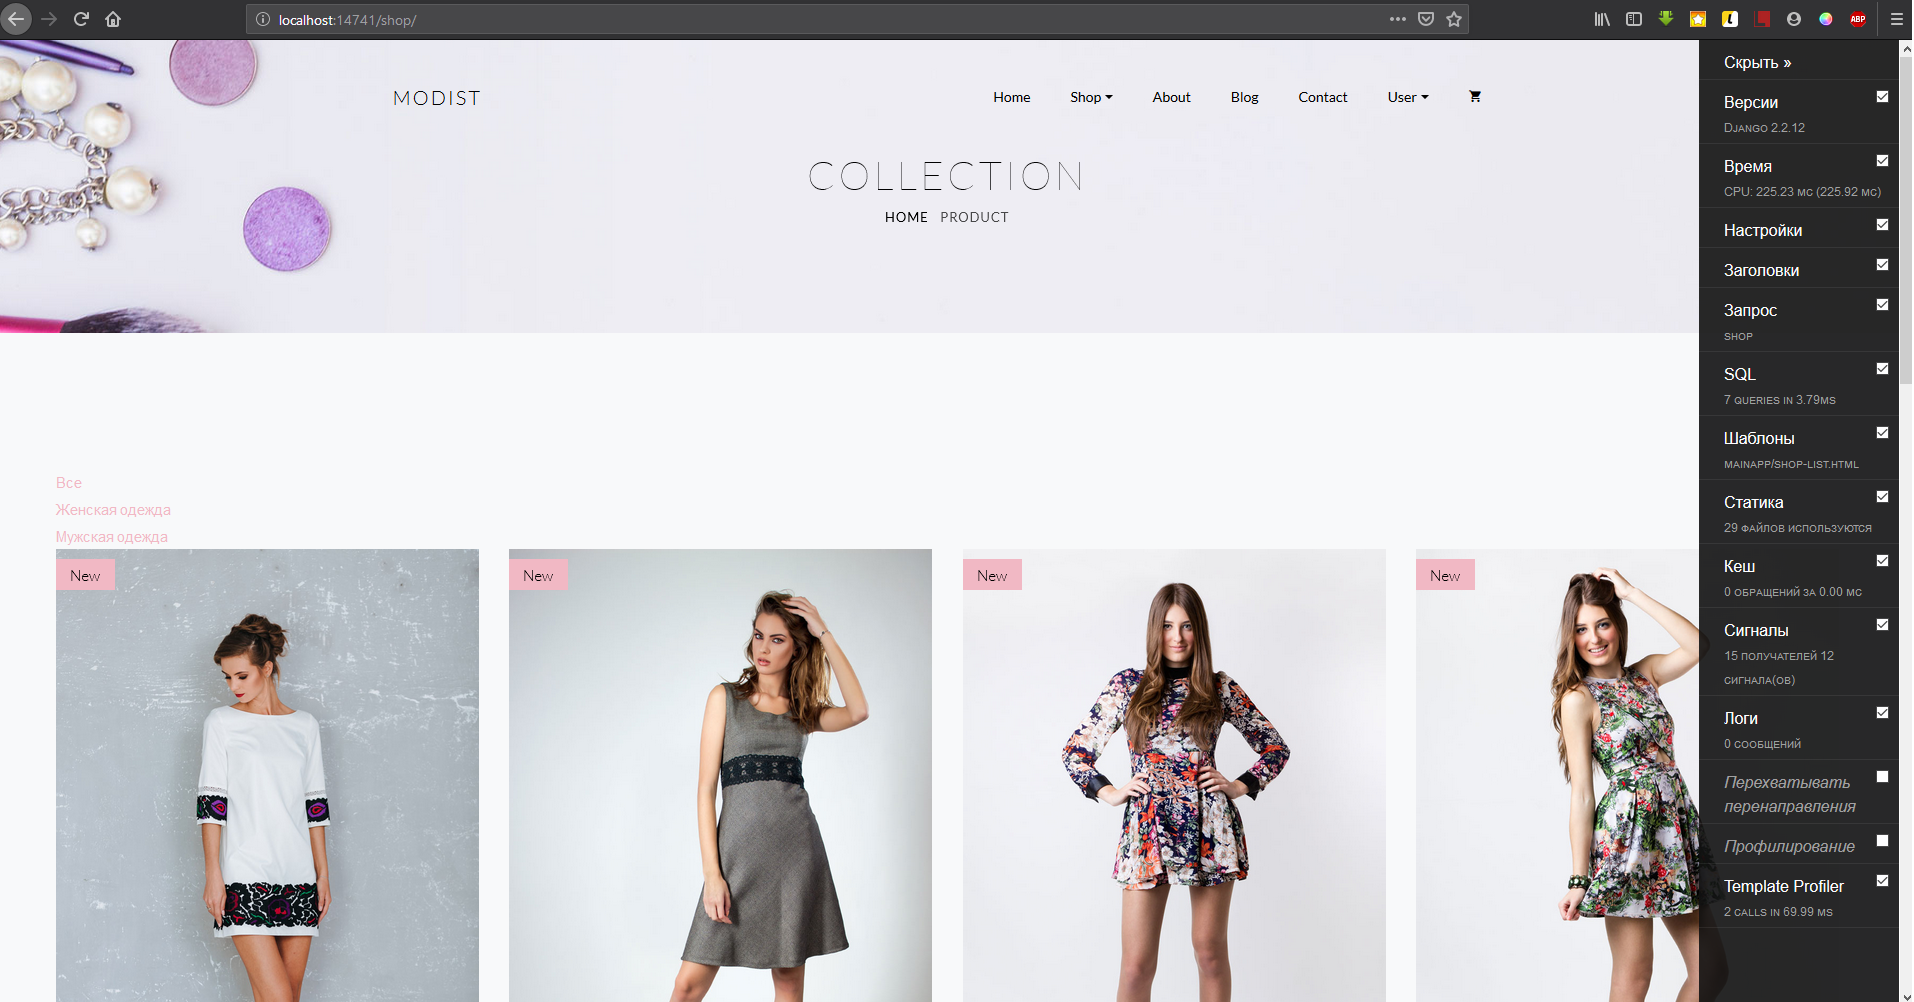 localhost:14741/shop/
ABP
MODIST
Home Shop About Blog Contact User
COLLECTION
HOME PRODUCT
Все
Женская одежда
Мужская одежда
New
New
New
New
Скрыть »
Версии
Django 2.2.12
Время
CPU: 225.23 мс (225.92 мс)
Настройки
Заголовки
Запрос
shop
SQL
7 queries in 3.79ms
Шаблоны
mainapp/shop-list.html
Статика
29 файлов используются
Кеш
0 обращений за 0.00 мс
Сигналы
15 получателей 12
сигнала(ов)
Логи
0 сообщений
Перехватывать
перенаправления
Профилирование
Template Profiler
2 calls in 69.99 ms